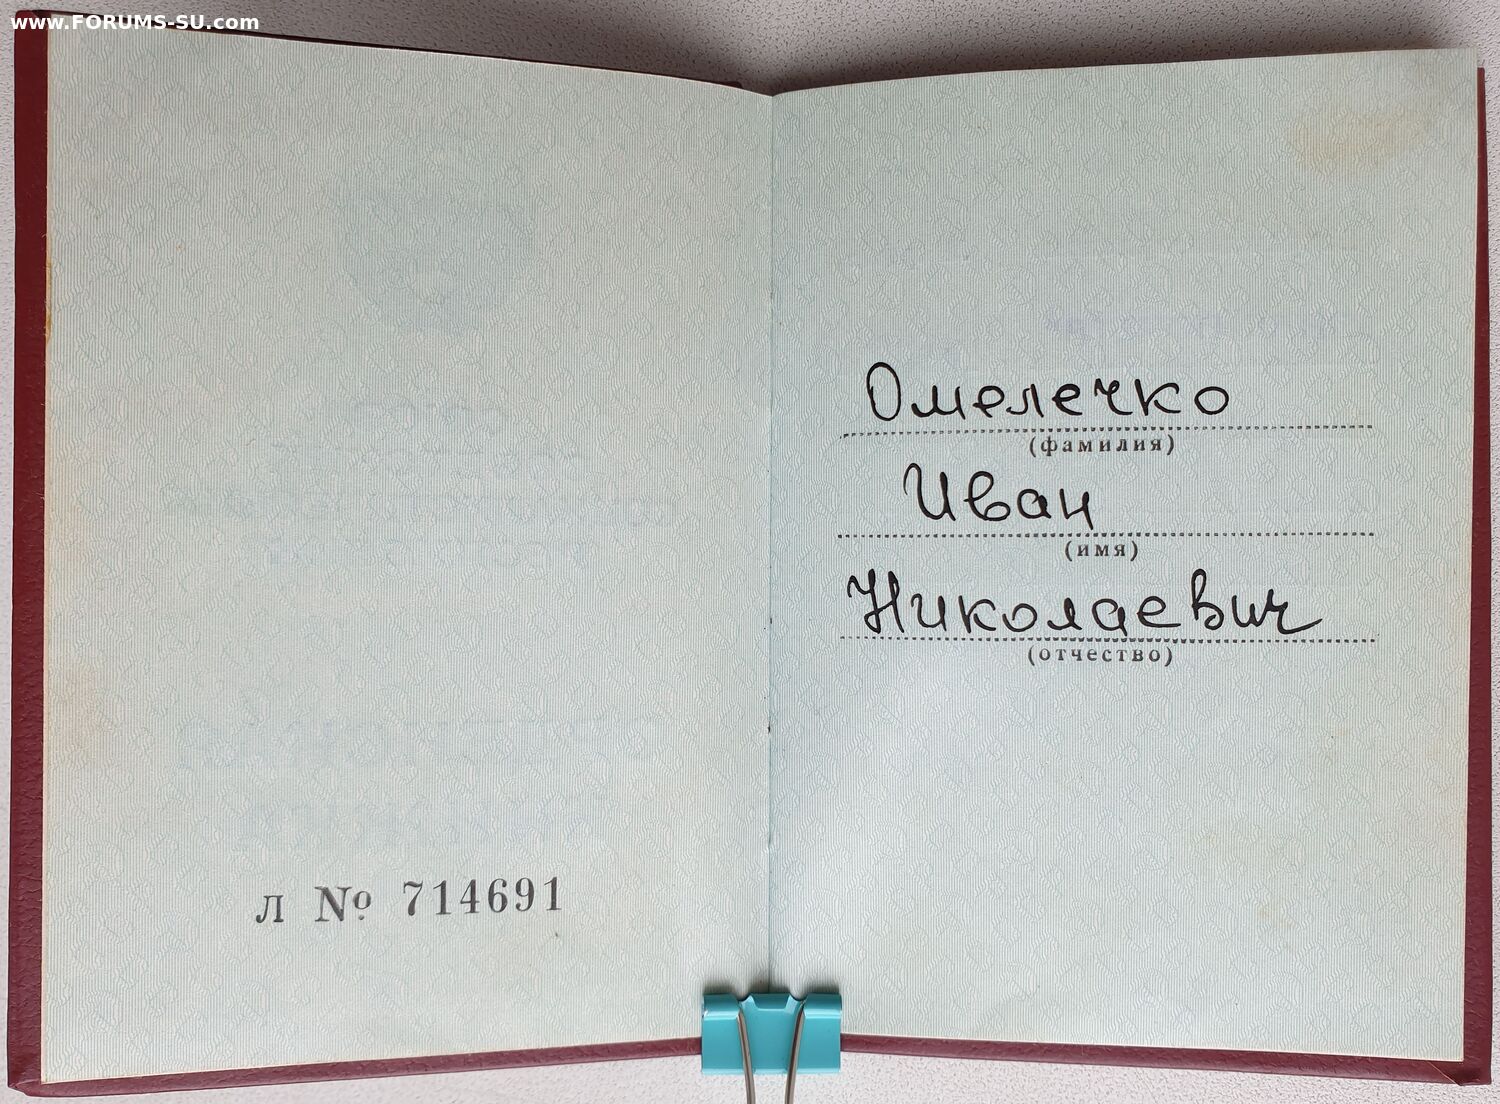 www.FORUMS-SU.com
Л № 714691
Омелечко
(фамилия)
Иван
(имя)
Николаевич
(отчество)